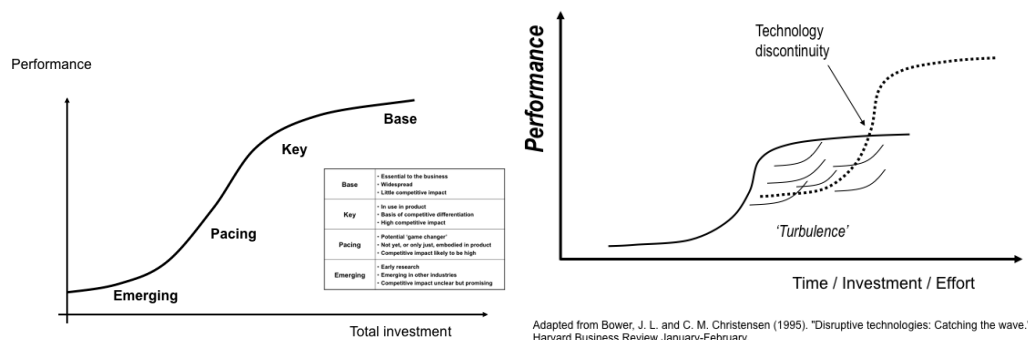 Performance
Base
Key
Pacing
Emerging
Total investment
Base
• Essential to the business
• Widespread
• Little competitive impact
Key
• In use in product
• Basis of competitive differentiation
• High competitive impact
Pacing
• Potential 'game changer'
• Not yet, or only just, embodied in product
• Competitive impact likely to be high
Emerging
• Early research
• Emerging in other industries
• Competitive impact unclear but promising
Performance
Technology
discontinuity
'Turbulence'
Time / Investment / Effort
Adapted from Bower, J. L. and C. M. Christensen (1995). "Disruptive technologies: Catching the wave."
Harvard Business Review January-February